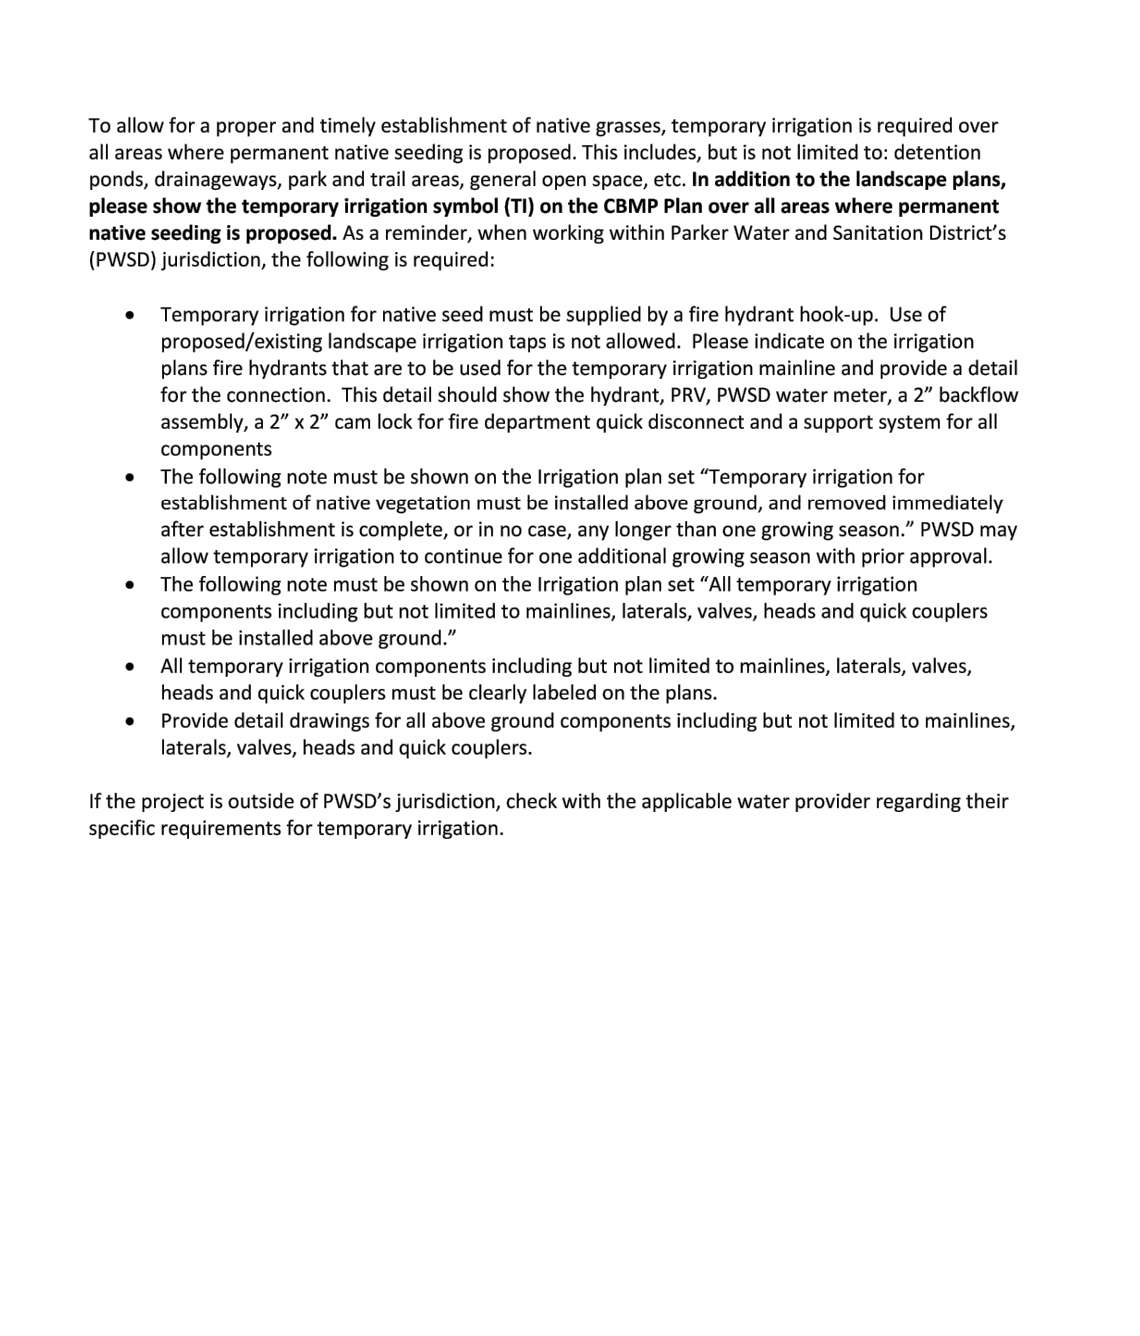 To allow for a proper and timely establishment of native grasses, temporary irrigation is required over
all areas where permanent native seeding is proposed. This includes, but is not limited to: detention
ponds, drainageways, park and trail areas, general open space, etc. In addition to the landscape plans,
please show the temporary irrigation symbol (TI) on the CBMP Plan over all areas where permanent
native seeding is proposed. As a reminder, when working within Parker Water and Sanitation District’s
(PWSD) jurisdiction, the following is required:
• Temporary irrigation for native seed must be supplied by a fire hydrant hook-up.  Use of
proposed/existing landscape irrigation taps is not allowed.  Please indicate on the irrigation
plans fire hydrants that are to be used for the temporary irrigation mainline and provide a detail
for the connection.  This detail should show the hydrant, PRV, PWSD water meter, a 2” backflow
assembly, a 2” x 2” cam lock for fire department quick disconnect and a support system for all
components
• The following note must be shown on the Irrigation plan set “Temporary irrigation for
establishment of native vegetation must be installed above ground, and removed immediately
after establishment is complete, or in no case, any longer than one growing season.” PWSD may
allow temporary irrigation to continue for one additional growing season with prior approval.
• The following note must be shown on the Irrigation plan set “All temporary irrigation
components including but not limited to mainlines, laterals, valves, heads and quick couplers
must be installed above ground.”
• All temporary irrigation components including but not limited to mainlines, laterals, valves,
heads and quick couplers must be clearly labeled on the plans.
• Provide detail drawings for all above ground components including but not limited to mainlines,
laterals, valves, heads and quick couplers.
If the project is outside of PWSD’s jurisdiction, check with the applicable water provider regarding their
specific requirements for temporary irrigation.